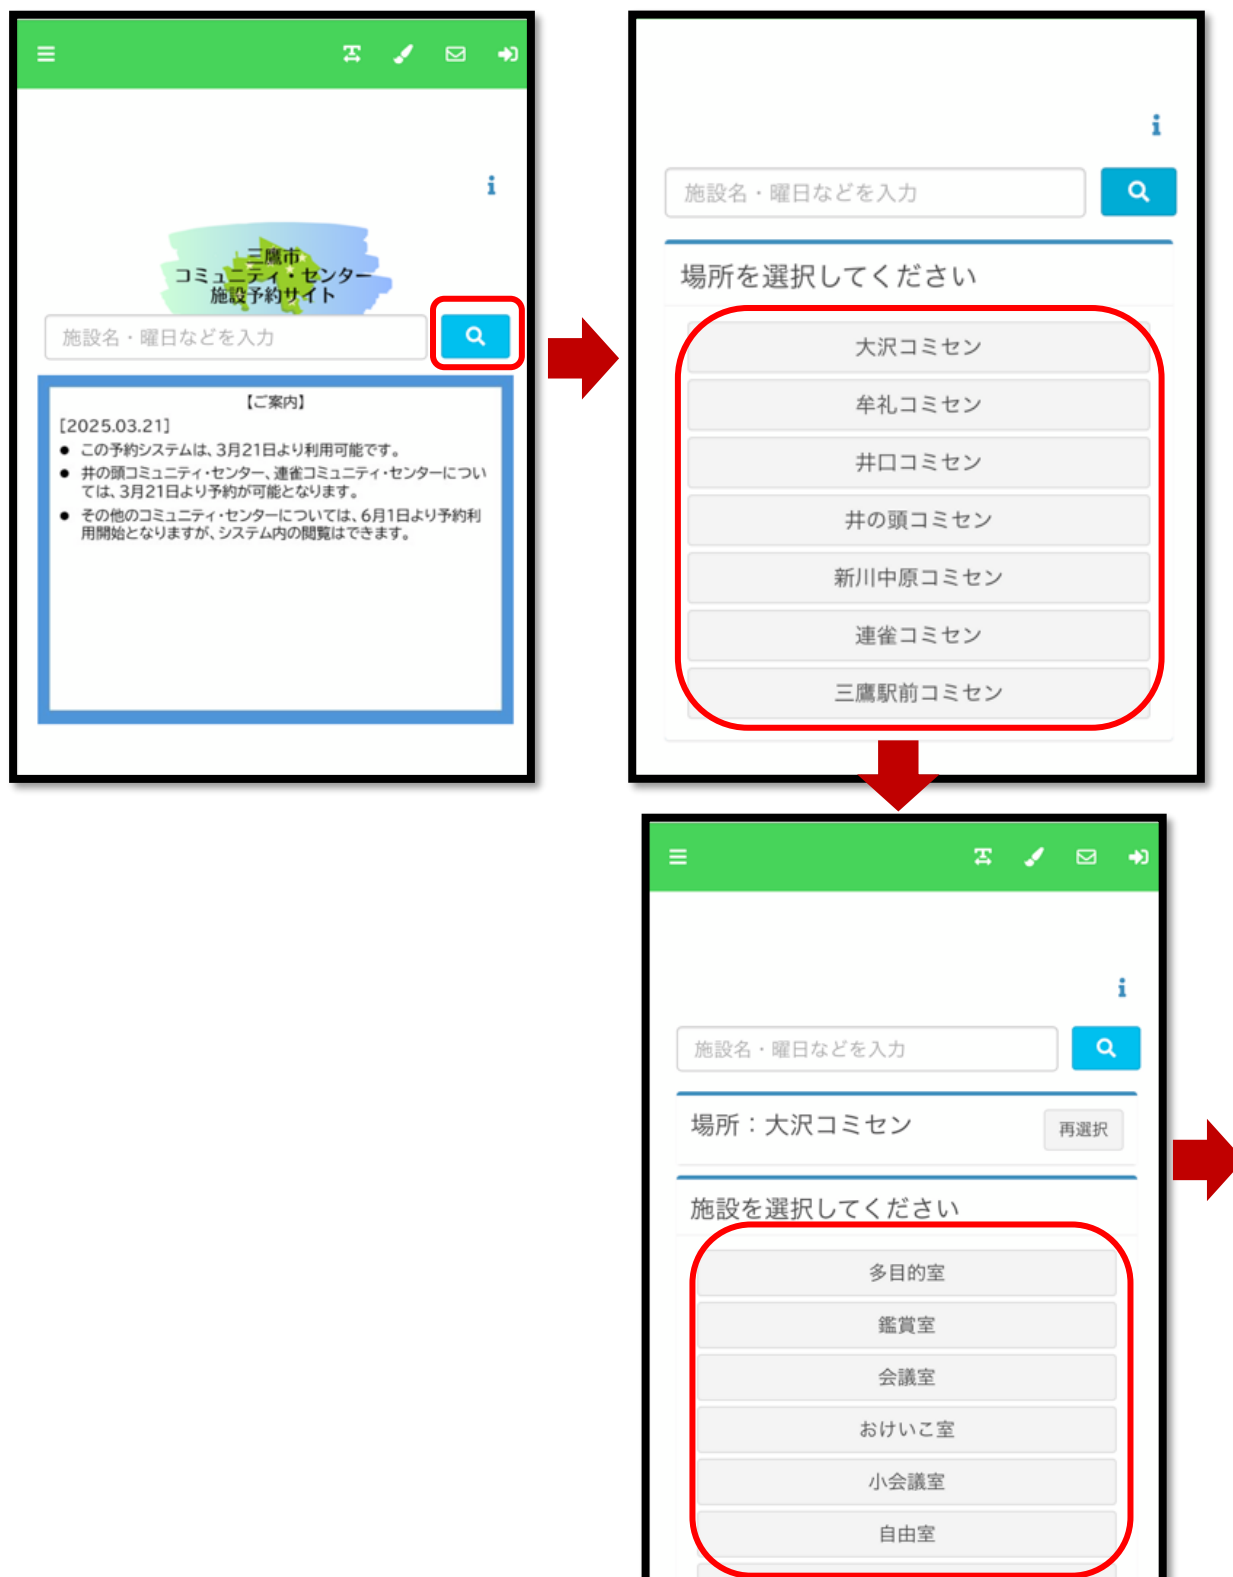 三鷹市
コミュニティ・センター
施設予約サイト
施設名・曜日などを入力
【ご案内】
[2025.03.21]
● この予約システムは、3月21日より利用可能です。
● 井の頭コミュニティ・センター、連雀コミュニティ・センターについ
ては、3月21日より予約が可能となります。
● その他のコミュニティ・センターについては、6月1日より予約利
用開始となりますが、システム内の閲覧はできます。
施設名・曜日などを入力
場所を選択してください
大沢コミセン
牟礼コミセン
井口コミセン
井の頭コミセン
新川中原コミセン
連雀コミセン
三鷹駅前コミセン
施設名・曜日などを入力
場所：大沢コミセン
再選択
施設を選択してください
多目的室
鑑賞室
会議室
おけいこ室
小会議室
自由室